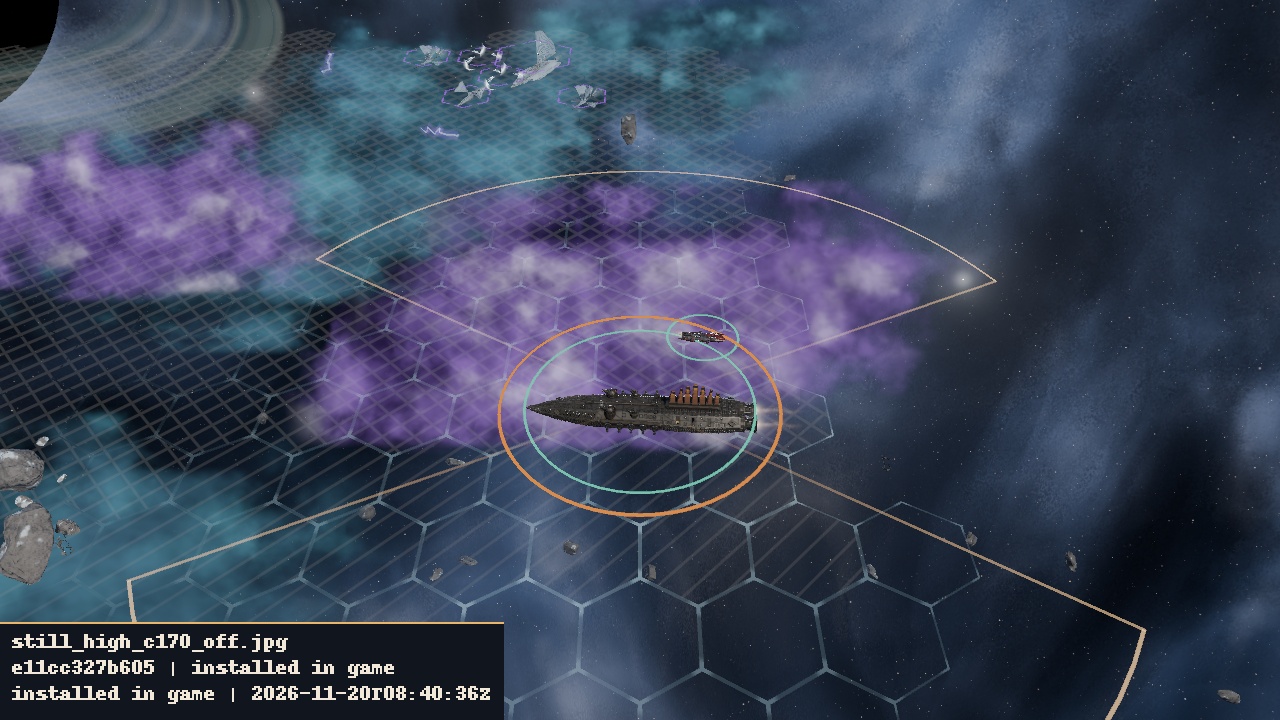 still_high_c170_off.jpg
e11cc327b605 | installed in game
installed in game | 2026-11-20T08:40:36Z